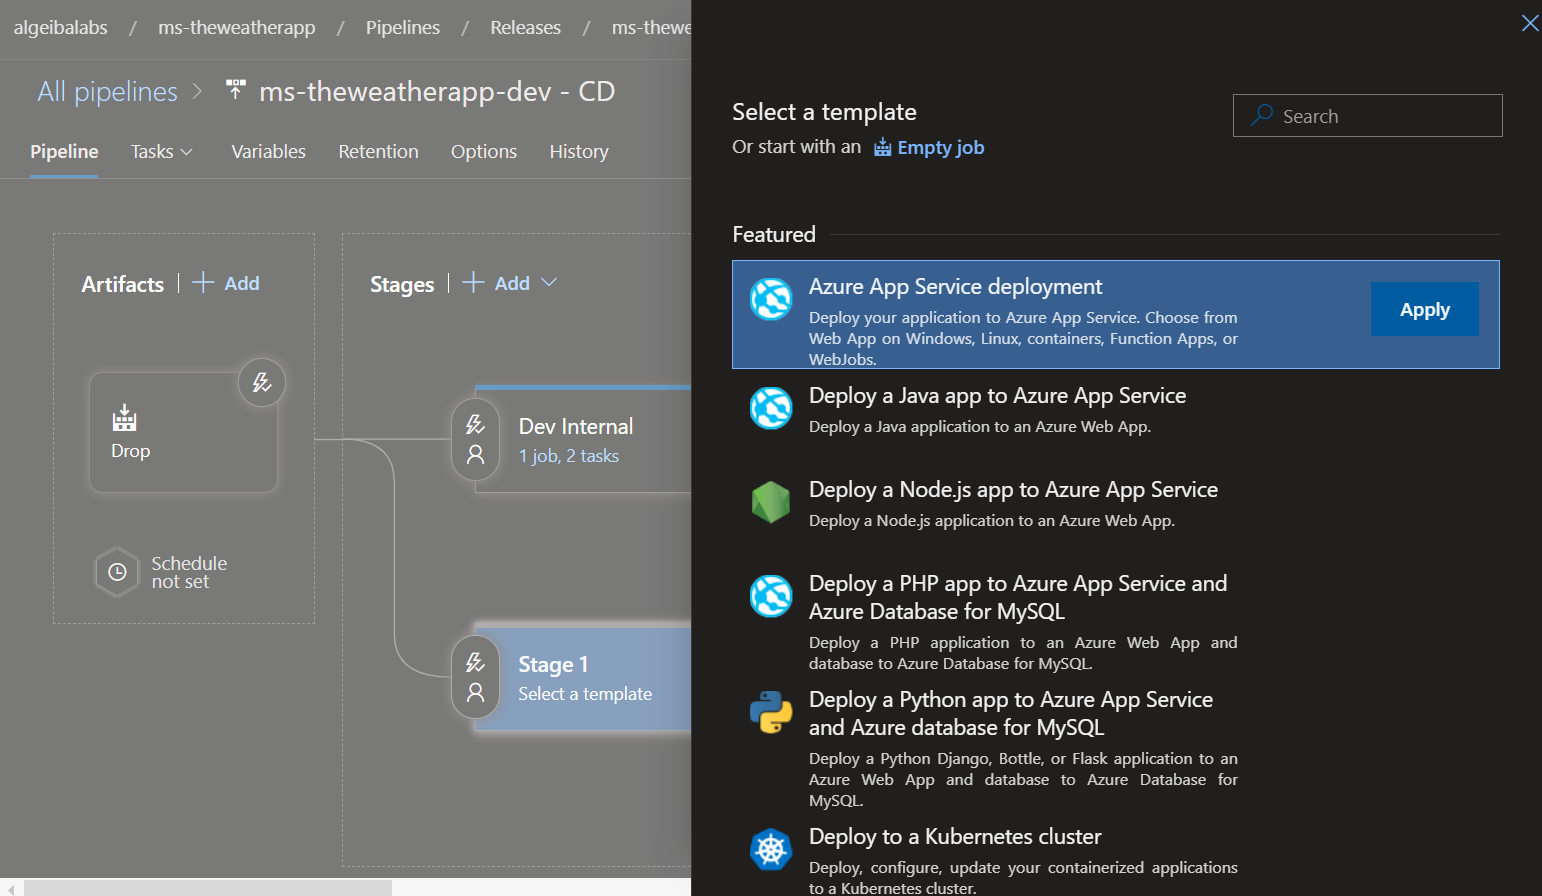 algeibalabs / ms-theweatherapp / Pipelines / Releases / ms-thewe
All pipelines > ms-theweatherapp-dev - CD
Pipeline Tasks Variables Retention Options History
Artifacts | + Add
Stages | + Add
Drop
Schedule
not set
Dev Internal
1 job, 2 tasks
Stage 1
Select a template
Select a template
Search
Or start with an Empty job
Featured
Azure App Service deployment
Deploy your application to Azure App Service. Choose from
Web App on Windows, Linux, containers, Function Apps, or
WebJobs.
Apply
Deploy a Java app to Azure App Service
Deploy a Java application to an Azure Web App.
Deploy a Node.js app to Azure App Service
Deploy a Node.js application to an Azure Web App.
Deploy a PHP app to Azure App Service and
Azure Database for MySQL
Deploy a PHP application to an Azure Web App and
database to Azure Database for MySQL.
Deploy a Python app to Azure App Service
and Azure database for MySQL
Deploy a Python Django, Bottle, or Flask application to an
Azure Web App and database to Azure Database for
MySQL.
Deploy to a Kubernetes cluster
Deploy, configure, update your containerized applications
to a Kubernetes cluster.